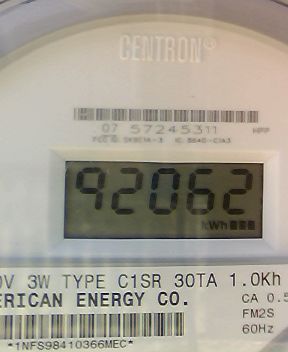 CENTRON®
07 57245311
92062
kWh
0V 3W TYPE C1SR 30TA 1.0Kh
ERICAN ENERGY CO.
CA 0.5
FM2S
60Hz
*1NFS98410366MEC*